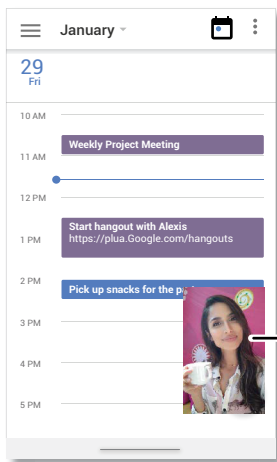 January
29
Fri
10 AM
Weekly Project Meeting
11 AM
12 PM
Start hangout with Alexis
https://plua.Google.com/hangouts
1 PM
2 PM
Pick up snacks for the
3 PM
4 PM
5 PM